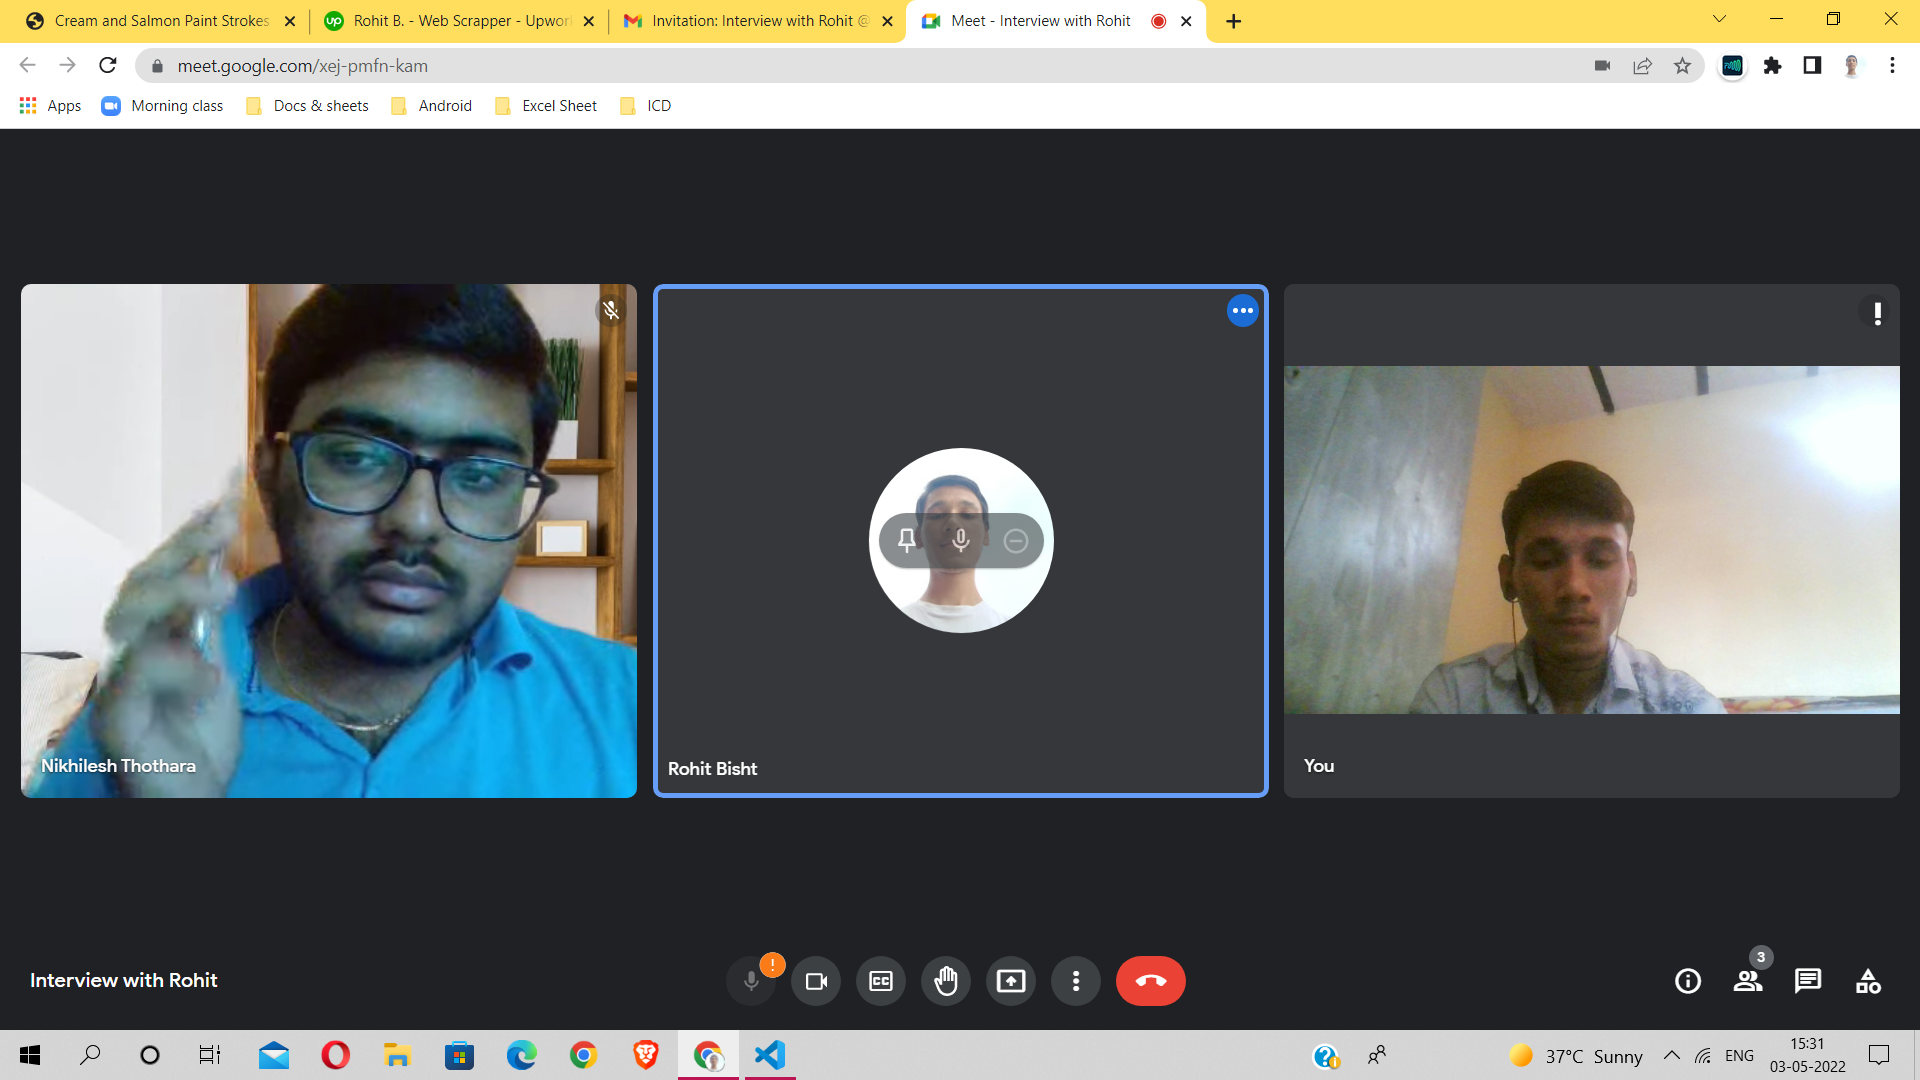 Cream and Salmon Paint Strokes
Rohit B. - Web Scrapper - Upwor
Invitation: Interview with Rohit @
Meet - Interview with Rohit
meet.google.com/xej-pmfn-kam
Apps
Morning class
Docs & sheets
Android
Excel Sheet
ICD
Nikhilesh Thothara
Rohit Bisht
You
Interview with Rohit
!
CC
3
37°C Sunny
ENG
15:31
03-05-2022